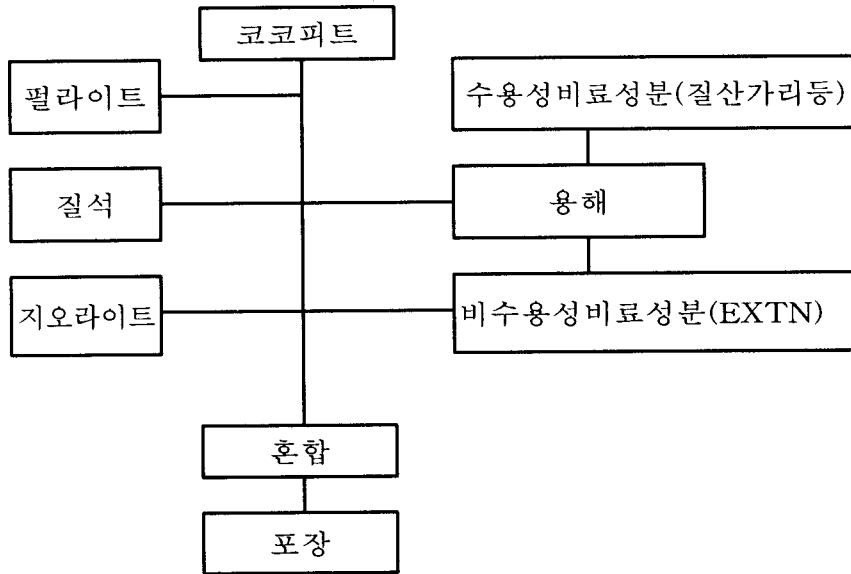 코코피트
펄라이트
수용성비료성분(질산가리등)
질석
용해
지오라이트
비수용성비료성분(EXTN)
혼합
포장